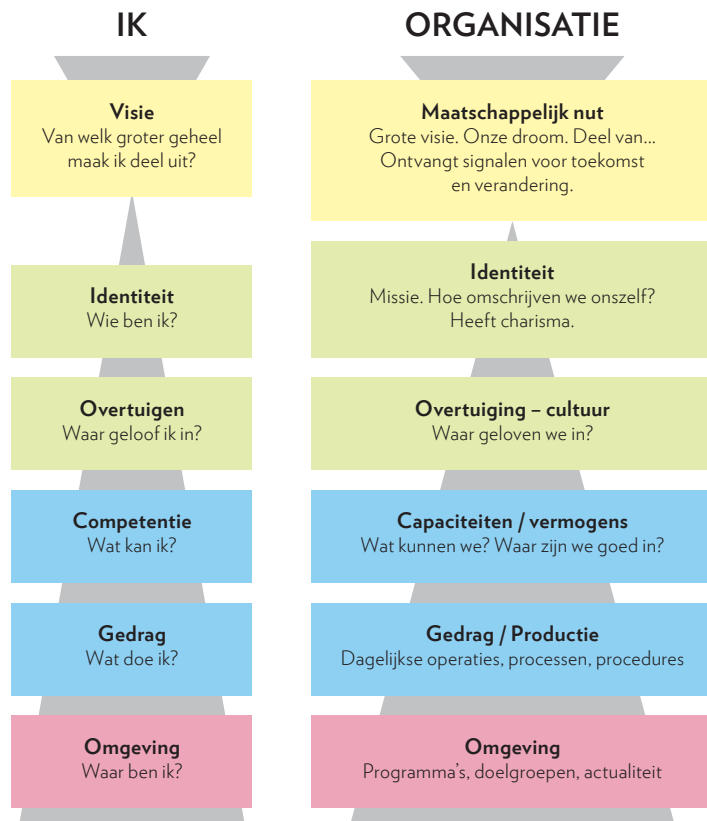 IK
Visie
Van welk groter geheel
maak ik deel uit?
Identiteit
Wie ben ik?
Overtuigen
Waar geloof ik in?
Competentie
Wat kan ik?
Gedrag
Wat doe ik?
Omgeving
Waar ben ik?
ORGANISATIE
Maatschappelijk nut
Grote visie. Onze droom. Deel van...
Ontvangt signalen voor toekomst
en verandering.
Identiteit
Missie. Hoe omschrijven we onszelf?
Heeft charisma.
Overtuiging – cultuur
Waar geloven we in?
Capaciteiten / vermogens
Wat kunnen we? Waar zijn we goed in?
Gedrag / Productie
Dagelijkse operaties, processen, procedures
Omgeving
Programma's, doelgroepen, actualiteit